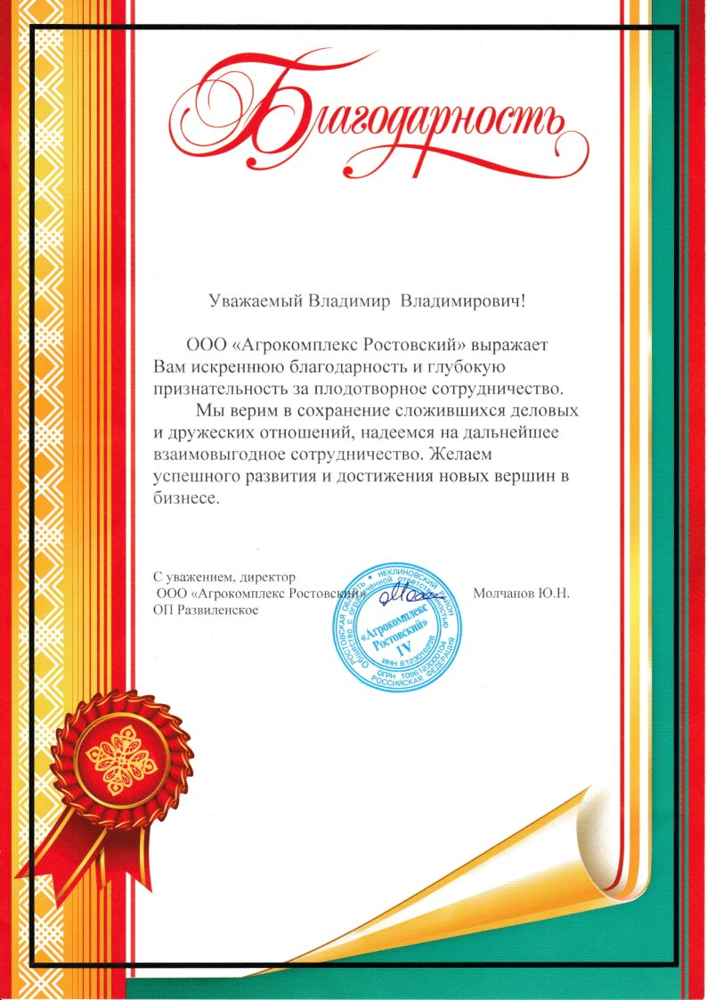 Благодарность
Уважаемый Владимир Владимирович!
ООО «Агрокомплекс Ростовский» выражает
Вам искреннюю благодарность и глубокую
признательность за плодотворное сотрудничество.
Мы верим в сохранение сложившихся деловых
и дружеских отношений, надеемся на дальнейшее
взаимовыгодное сотрудничество. Желаем
успешного развития и достижения новых вершин в
бизнесе.
С уважением, директор
ООО «Агрокомплекс Ростовский»
Молчанов Ю.Н.
ОП Развиленское
РОСТОВСКАЯ ОБЛАСТЬ • НЕКЛИНОВСКИЙ РАЙОН
Общество с ограниченной ответственностью
«Агрокомплекс
Ростовский»
IV
ИНН 6123016298
ОГРН 1096123000104
РОССИЙСКАЯ ФЕДЕРАЦИЯ